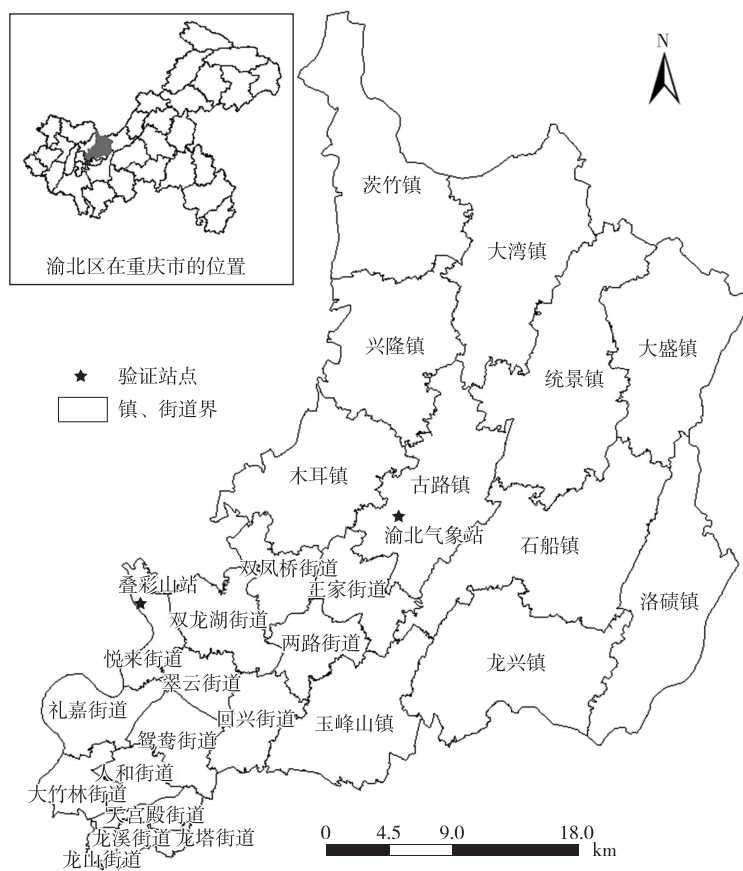 N
渝北区在重庆市的位置
验证站点
镇、街道界
茨竹镇
大湾镇
兴隆镇
统景镇
大盛镇
木耳镇
古路镇
渝北气象站
石船镇
双凤桥街道
王家街道
叠彩山站
双龙湖街道
洛碛镇
两路街道
悦来街道
龙兴镇
翠云街道
礼嘉街道
回兴街道
玉峰山镇
鸳鸯街道
人和街道
大竹林街道
天宫殿街道
龙溪街道 龙塔街道
龙山街道
0 4.5 9.0 18.0
km